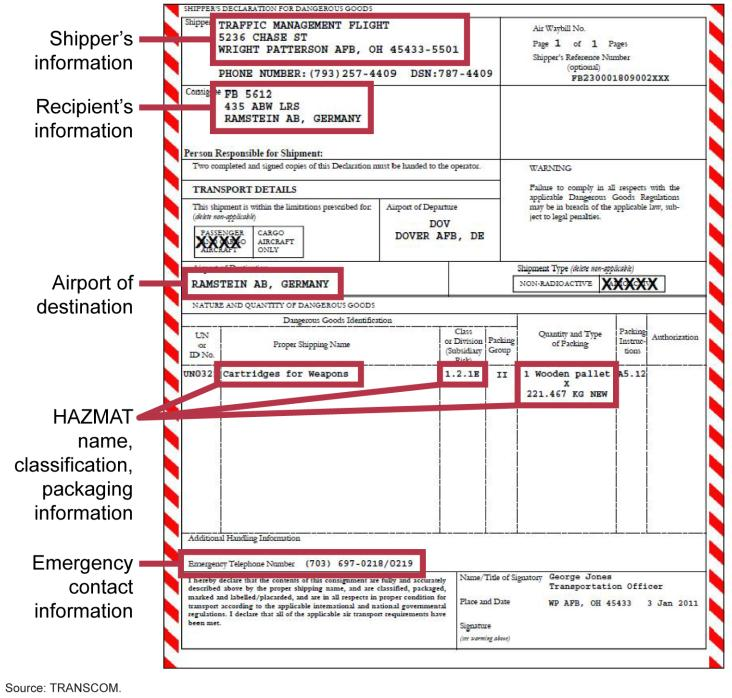 SHIPPER'S DECLARATION FOR DANGEROUS GOODS
Shipper
TRAFFIC MANAGEMENT FLIGHT
5236 CHASE ST
WRIGHT PATTERSON AFB, OH 45433-5501
PHONE NUMBER: (793)257-4409 DSN:787-4409
Air Waybill No.
Page 1 of 1 Pages
Shipper's Reference Number
(optional)
FB230001809002XXX
Shipper's
information
Consignee
FB 5612
435 ABW LRS
RAMSTEIN AB, GERMANY
Recipient's
information
Person Responsible for Shipment:
Two completed and signed copies of this Declaration must be handed to the operator.
TRANSPORT DETAILS
This shipment is within the limitations prescribed for:
(delete non-applicable)
PASSENGER
AIRCRAFT
XXXX
CARGO
AIRCRAFT
ONLY
Airport of Departure
DOV
DOVER AFB, DE
WARNING
Failure to comply in all respects with the
applicable Dangerous Goods Regulations
may be in breach of the applicable law, sub-
ject to legal penalties.
Airport of Destination
RAMSTEIN AB, GERMANY
Airport of
destination
Shipment Type (delete non-applicable)
NON-RADIOACTIVE
NATURE AND QUANTITY OF DANGEROUS GOODS
Dangerous Goods Identification
UN
or
ID No.
Proper Shipping Name
Class
or Division
(Subsidiary
Risk)
Packing
Group
Quantity and Type
of Packing
Packing
Instruc-
tions
Authorization
UN032 Cartridges for Weapons 1.2.1E II 1 Wooden pallet A5.12
X
221.467 KG NEW
HAZMAT
name,
classification,
packaging
information
Additional Handling Information
Emergency Telephone Number (703) 697-0218/0219
Emergency
contact
information
I hereby declare that the contents of this consignment are fully and accurately
described above by the proper shipping name, and are classified, packaged,
marked and labelled/placarded, and are in all respects in proper condition for
transport according to the applicable international and national governmental
regulations. I declare that all of the applicable air transport requirements have
been met.
Name/Title of Signatory George Jones
Transportation Officer
Place and Date WP AFB, OH 45433 3 Jan 2011
Signature
(see warning above)
Source: TRANSCOM.